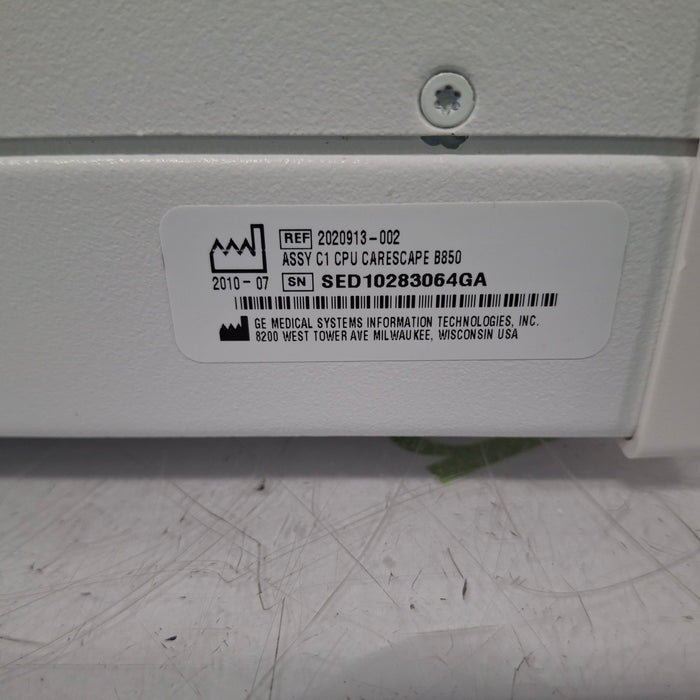 REF 2020913-002
ASSY C1 CPU CARESCAPE B850
2010-07 SN SED10283064GA
GE MEDICAL SYSTEMS INFORMATION TECHNOLOGIES, INC.
8200 WEST TOWER AVE MILWAUKEE, WISCONSIN USA